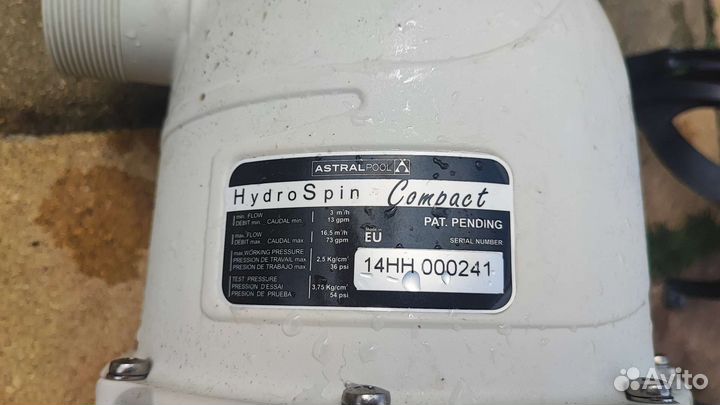 ASTRALPOOL
HydroSpin Compact
PAT. PENDING
min. FLOW 3 m³/h
DEBIT min. CAUDAL min. 13 gpm
max. FLOW 16,5 m³/h
DEBIT max. CAUDAL max. 73 gpm
Made in
EU
SERIAL NUMBER
14HH 000241
max. WORKING PRESSURE
PRESSION DE TRAVAIL max. 2,5 Kg/cm²
PRESIÓN DE TRABAJO max. 36 psi
TEST PRESSURE
PRESSION D'ESSAI 3,75 Kg/cm²
PRESIÓN DE PRUEBA 54 psi
Avito